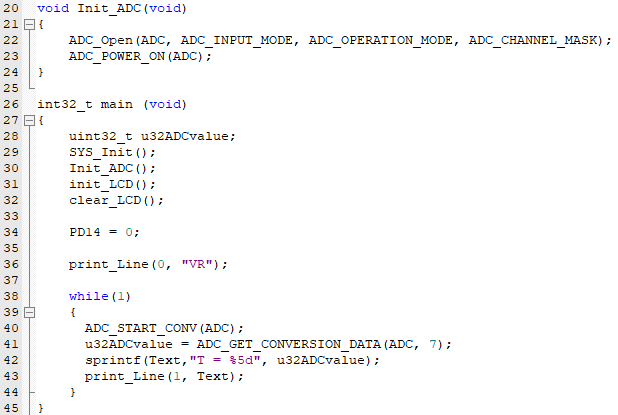 20 void Init_ADC(void)
21 {
22     ADC_Open(ADC, ADC_INPUT_MODE, ADC_OPERATION_MODE, ADC_CHANNEL_MASK);
23     ADC_POWER_ON(ADC);
24 }
25
26 int32_t main (void)
27 {
28     uint32_t u32ADCvalue;
29     SYS_Init();
30     Init_ADC();
31     init_LCD();
32     clear_LCD();
33
34     PD14 = 0;
35
36     print_Line(0, "VR");
37
38     while(1)
39     {
40       ADC_START_CONV(ADC);
41       u32ADCvalue = ADC_GET_CONVERSION_DATA(ADC, 7);
42       sprintf(Text,"T = %5d", u32ADCvalue);
43       print_Line(1, Text);
44     }
45 }